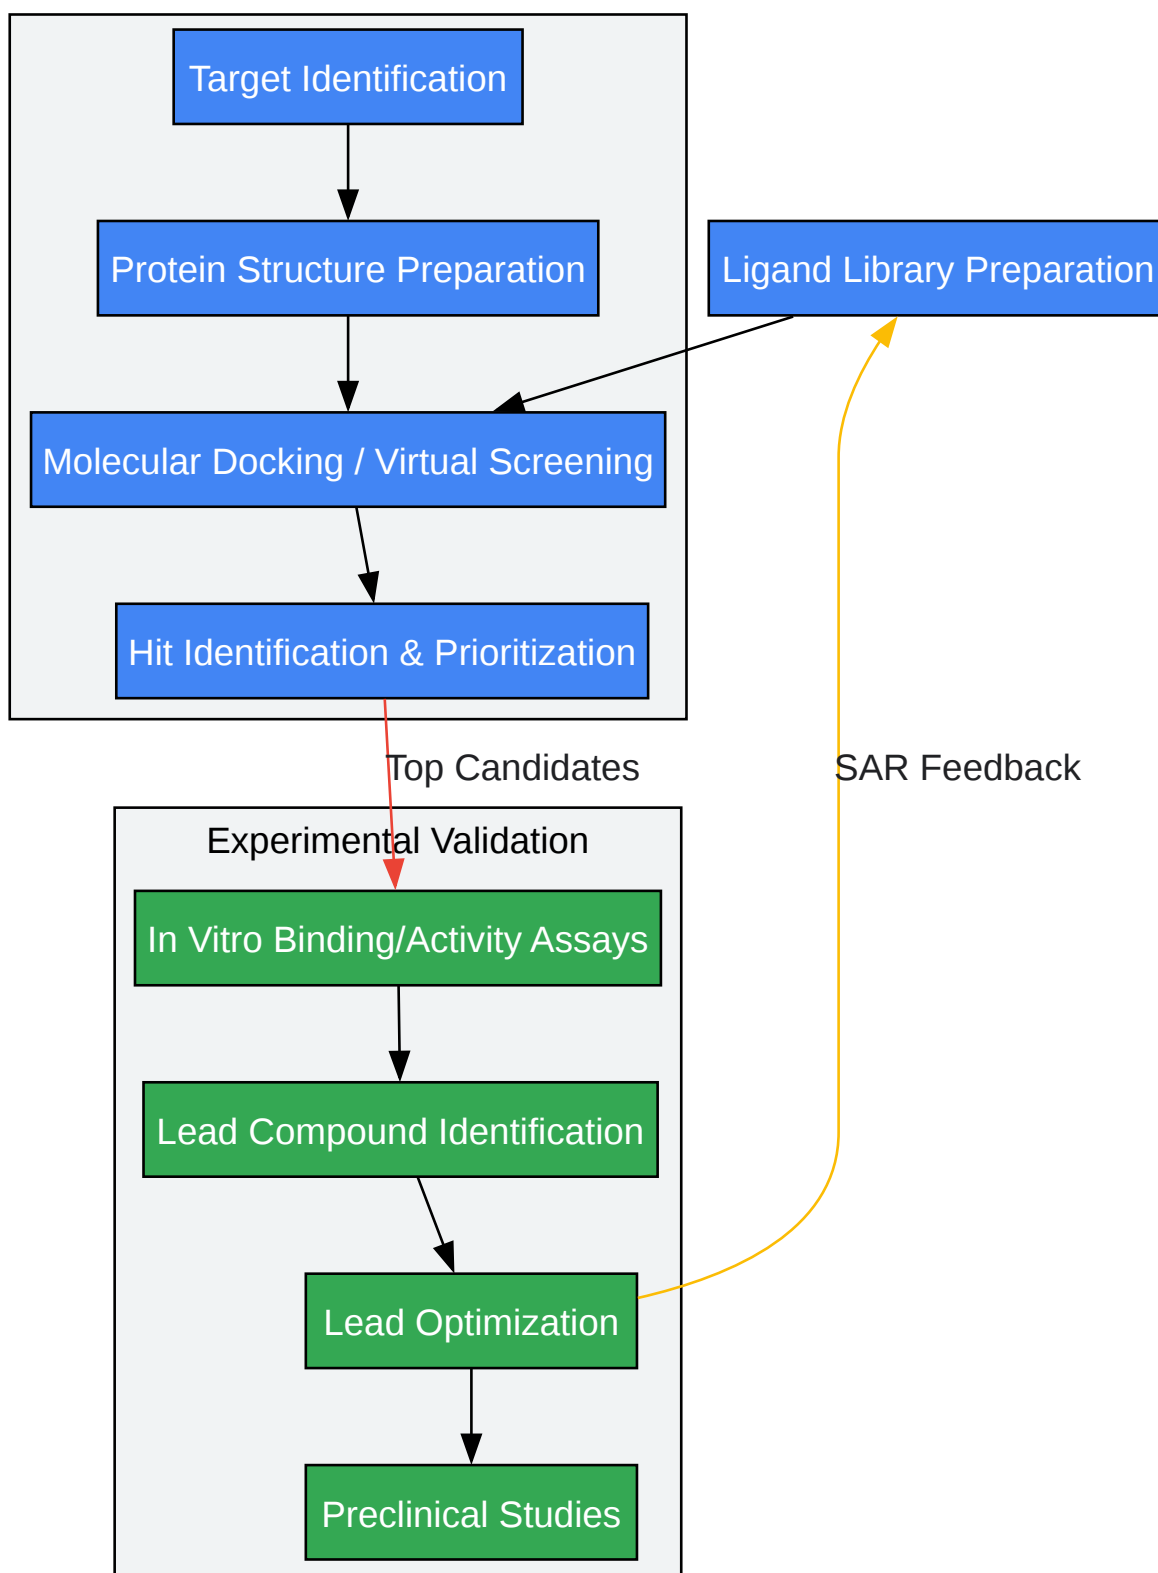 Target Identification
Protein Structure Preparation
Ligand Library Preparation
Molecular Docking / Virtual Screening
Hit Identification & Prioritization
Top Candidates
SAR Feedback
Experimental Validation
In Vitro Binding/Activity Assays
Lead Compound Identification
Lead Optimization
Preclinical Studies